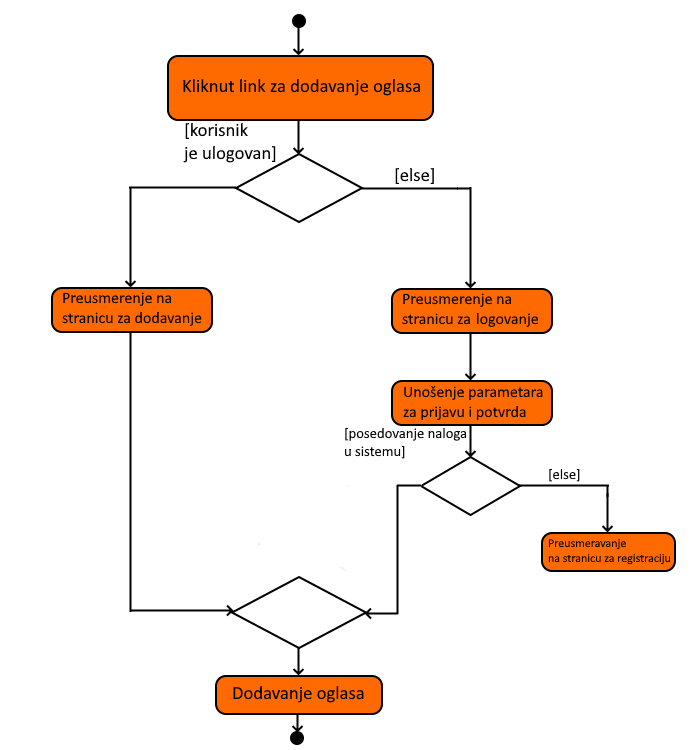 Kliknut link za dodavanje oglasa
[korisnik
je ulogovan]
[else]
Preusmerenje na
stranicu za dodavanje
Preusmerenje na
stranicu za logovanje
Unošenje parametara
za prijavu i potvrda
[posedovanje naloga
u sistemu]
[else]
Preusmeravanje
na stranicu za registraciju
Dodavanje oglasa